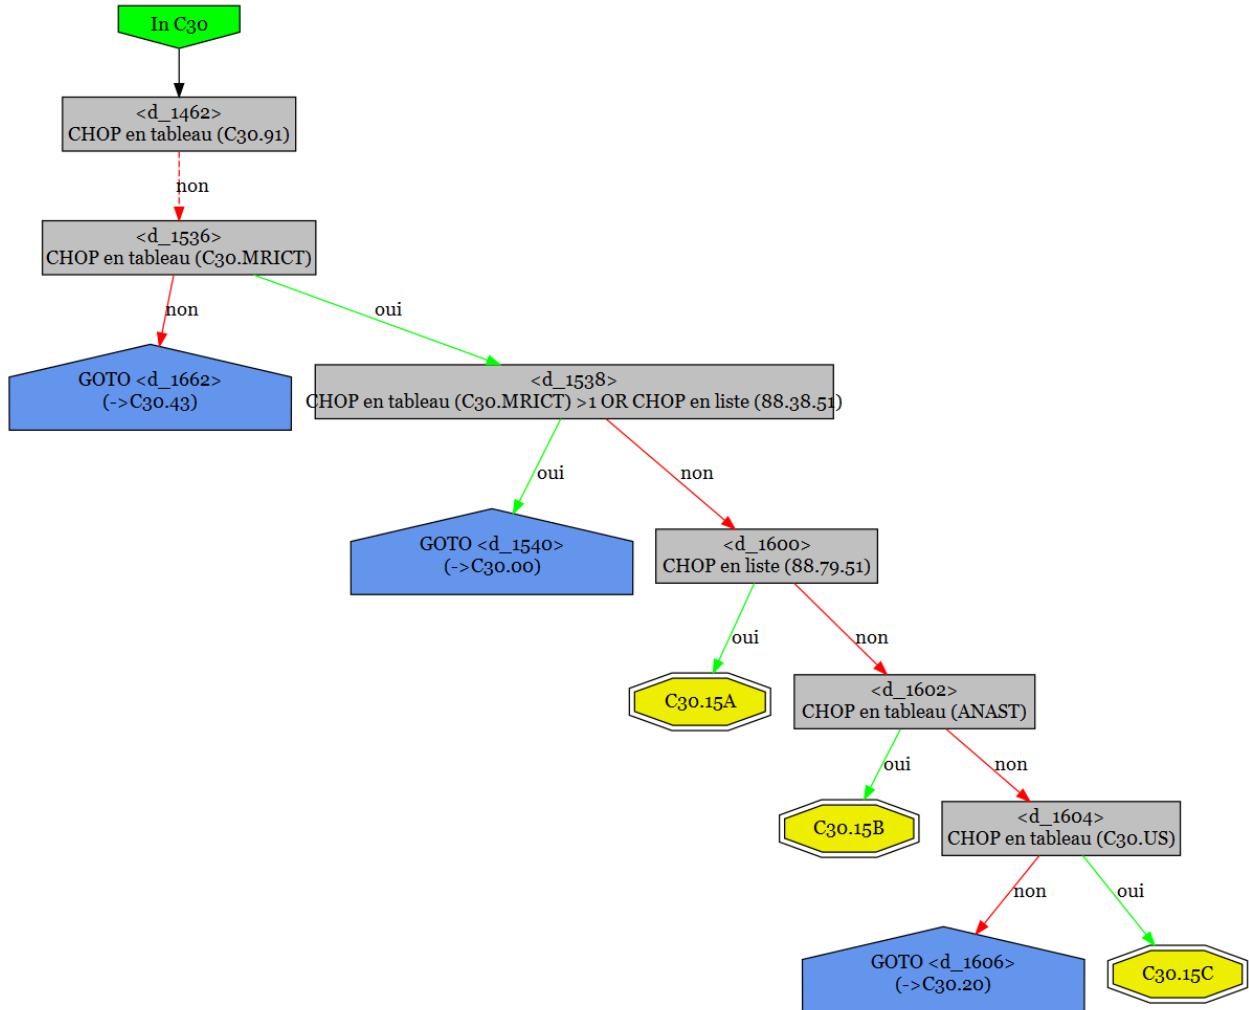 In C30
<d_1462>
CHOP en tableau (C30.91)
non
<d_1536>
CHOP en tableau (C30.MRICT)
non
oui
GOTO <d_1662>
(->C30.43)
<d_1538>
CHOP en tableau (C30.MRICT) >1 OR CHOP en liste (88.38.51)
oui
non
GOTO <d_1540>
(->C30.00)
<d_1600>
CHOP en liste (88.79.51)
oui
non
C30.15A
<d_1602>
CHOP en tableau (ANAST)
oui
non
C30.15B
<d_1604>
CHOP en tableau (C30.US)
non
oui
GOTO <d_1606>
(->C30.20)
C30.15C